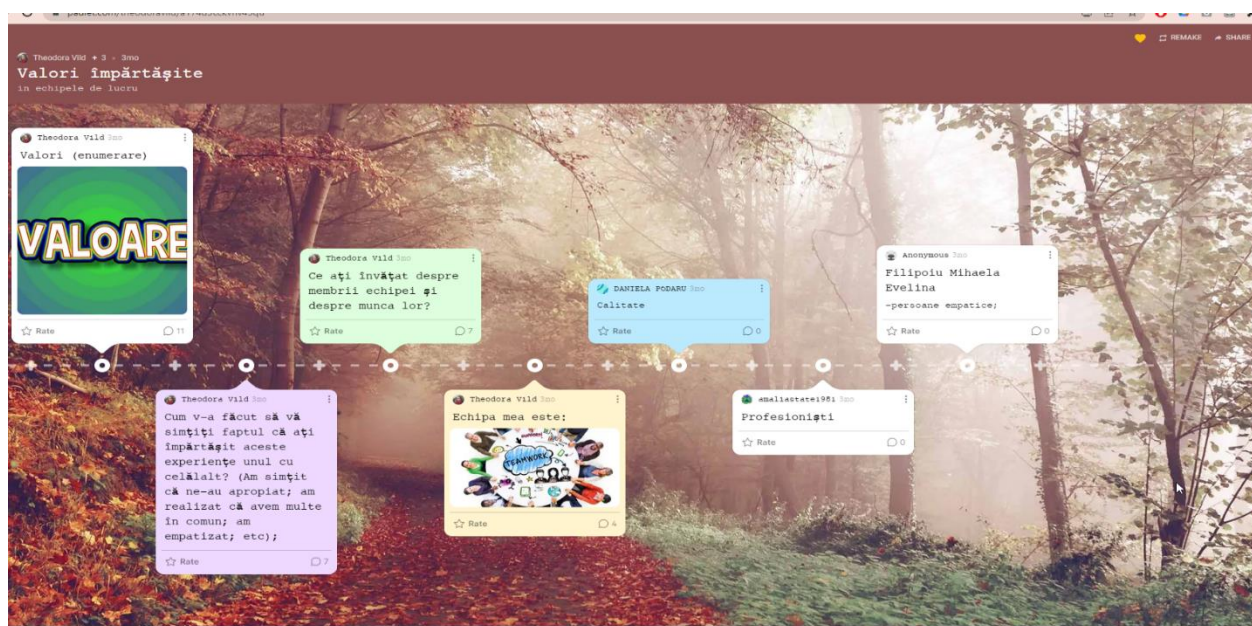 Theodora Vild + 3 · 3mo
Valori împărtășite
in echipele de lucru
REMAKE
SHARE
Theodora Vild 3mo
Valori (enumerare)
VALOARE
Rate
11
Theodora Vild 3mo
Cum v-a făcut să vă
simțiți faptul că ați
împărtășit aceste
experiențe unul cu
celălalt? (Am simțit
că ne-au apropiat; am
realizat că avem multe
în comun; am
empatizat; etc);
Rate
7
Theodora Vild 3mo
Ce ați învățat despre
membrii echipei și
despre munca lor?
Rate
7
Theodora Vild 3mo
Echipa mea este:
TEAMWORK
Rate
4
DANIELA PODARU 3mo
Calitate
Rate
0
amaliastate1981 3mo
Profesioniști
Rate
0
Anonymous 3mo
Filipoiu Mihaela
Evelina
-persoane empatice;
Rate
0